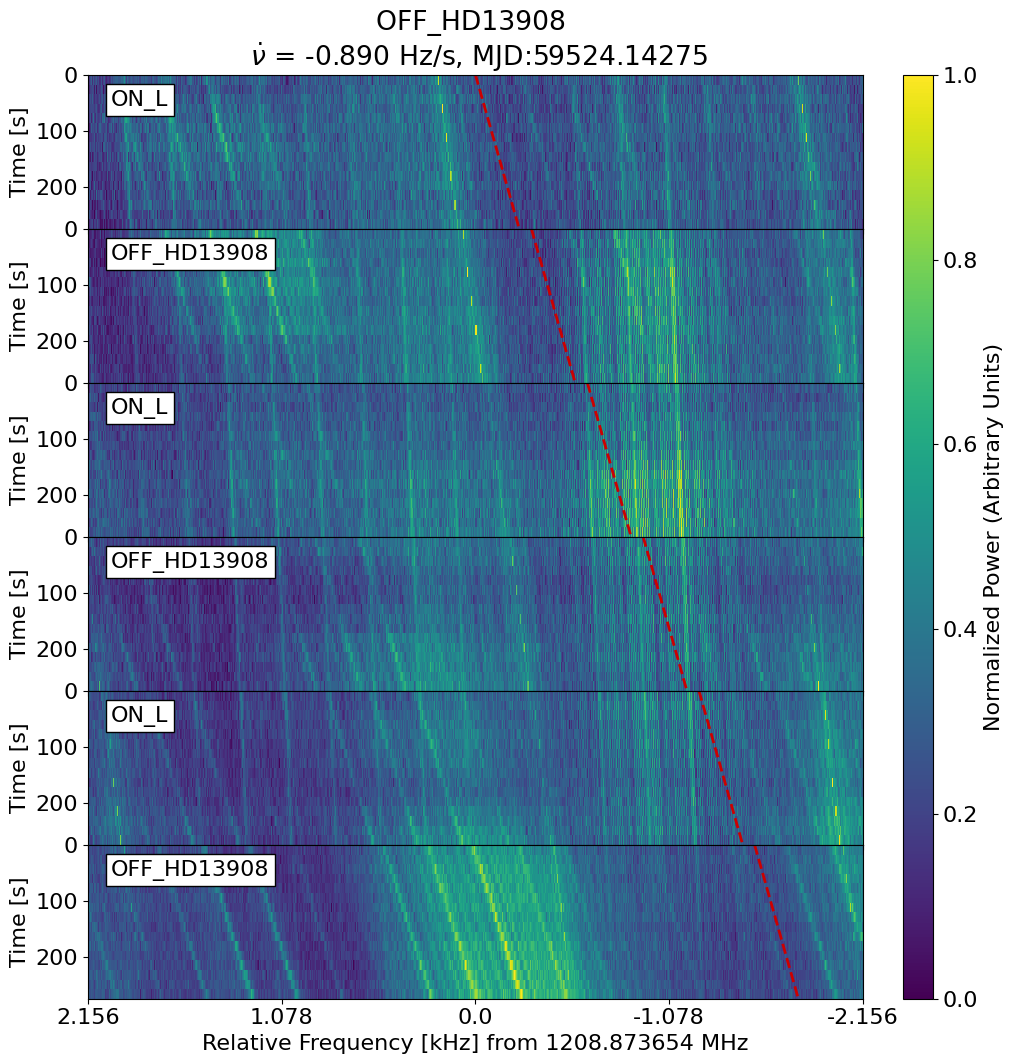 OFF_HD13908
ν̇ = -0.890 Hz/s, MJD:59524.14275
ON_L
OFF_HD13908
ON_L
OFF_HD13908
ON_L
OFF_HD13908
Time [s]
0
100
200
Time [s]
0
100
200
Time [s]
0
100
200
Time [s]
0
100
200
Time [s]
0
100
200
Time [s]
0
100
200
2.156
1.078
0.0
-1.078
-2.156
Relative Frequency [kHz] from 1208.873654 MHz
1.0
0.8
0.6
0.4
0.2
0.0
Normalized Power (Arbitrary Units)